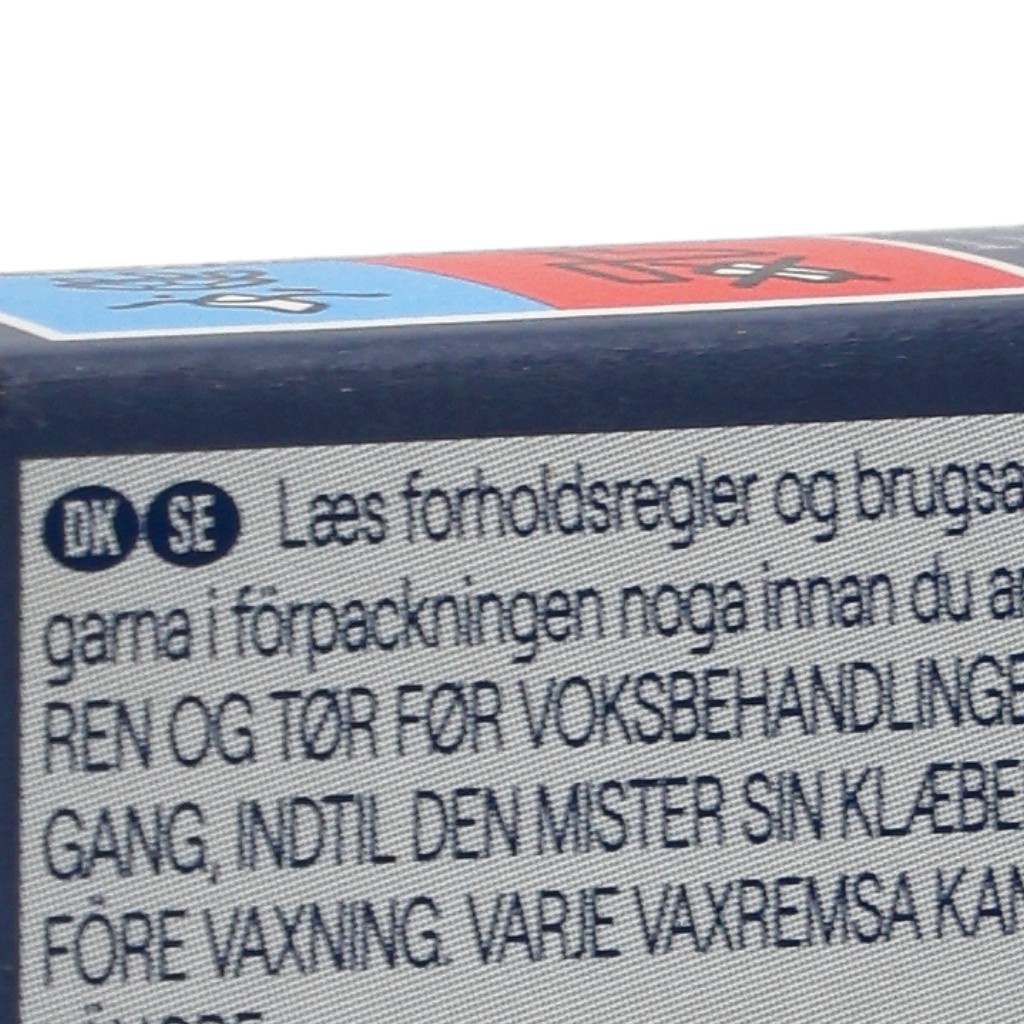 DK SE Læs forholdsregler og brugsa
garna i förpackningen noga innan du an
REN OG TØR FØR VOKSBEHANDLINGE
GANG, INDTIL DEN MISTER SIN KLÆBE
FÖRE VAXNING. VARJE VAXREMSA KAN